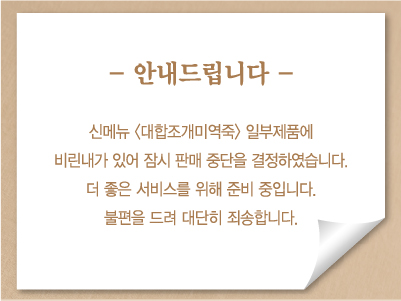 - 안내드립니다 -
신메뉴 <대합조개미역죽> 일부제품에
비린내가 있어 잠시 판매 중단을 결정하였습니다.
더 좋은 서비스를 위해 준비 중입니다.
불편을 드려 대단히 죄송합니다.